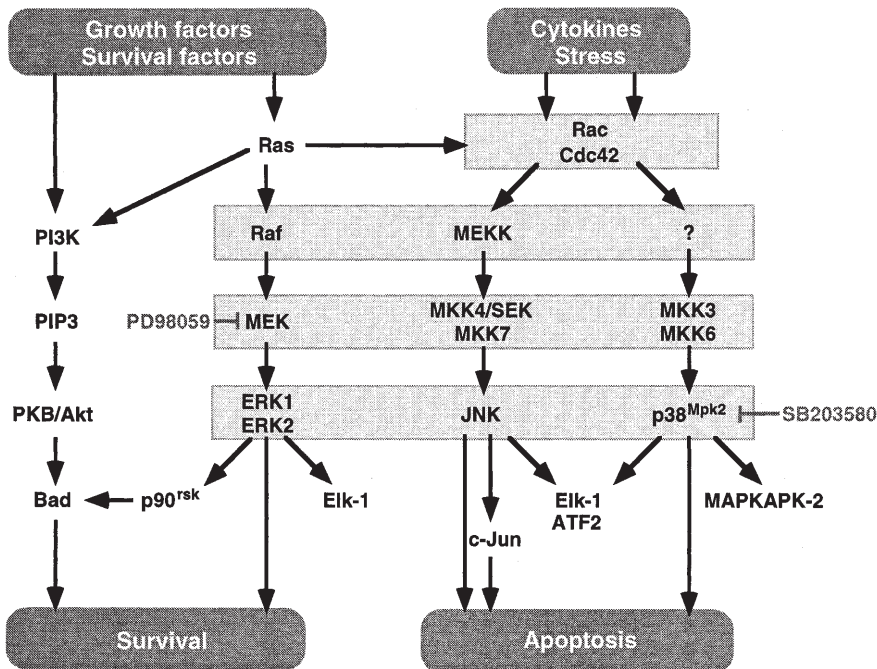 Growth factors
Survival factors
Cytokines
Stress
Ras
Rac
Cdc42
PI3K
Raf
MEKK
?
PIP3
PD98059
MEK
MKK4/SEK
MKK7
MKK3
MKK6
PKB/Akt
ERK1
ERK2
JNK
p38Mpk2
SB203580
Bad
p90rsk
Elk-1
Elk-1
ATF2
MAPKAPK-2
c-Jun
Survival
Apoptosis